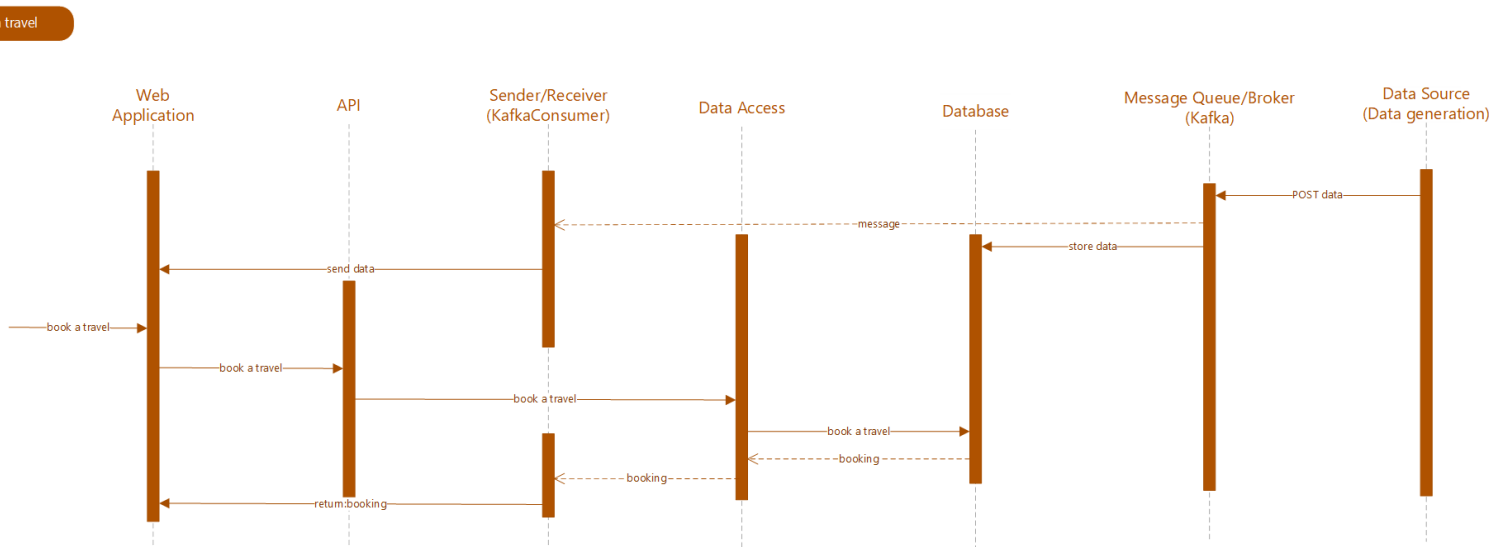 travel
Web
Application
API
Sender/Receiver
(KafkaConsumer)
Data Access
Database
Message Queue/Broker
(Kafka)
Data Source
(Data generation)
POST data
message
store data
send data
book a travel
book a travel
book a travel
book a travel
booking
booking
return:booking